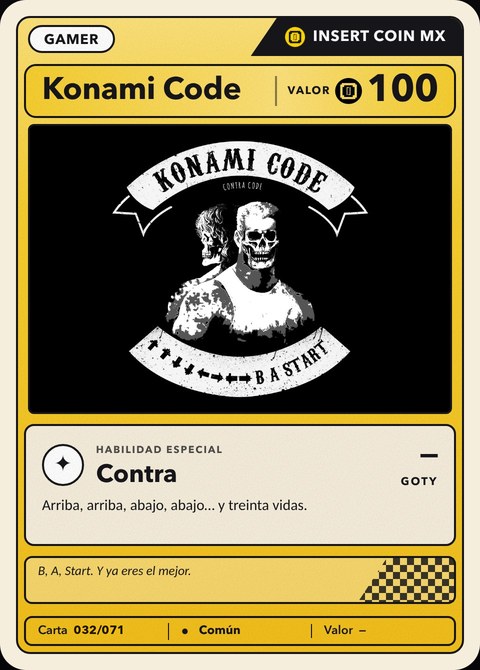 GAMER
INSERT COIN MX
Konami Code
VALOR 100
KONAMI CODE
CONTRA CODE
↑↑↓↓←→←→ B A START
HABILIDAD ESPECIAL
Contra
—
GOTY
Arriba, arriba, abajo, abajo... y treinta vidas.
B, A, Start. Y ya eres el mejor.
Carta 032/071 • Común Valor —